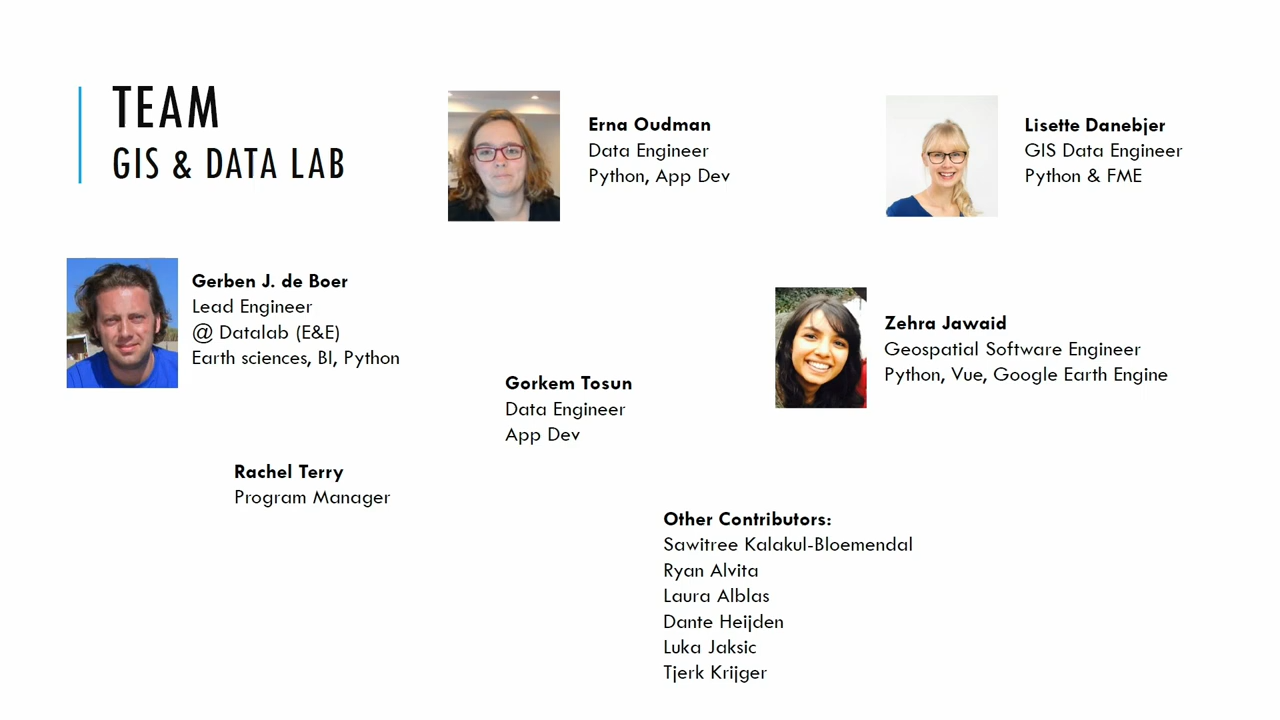 TEAM
GIS & DATA LAB
Erna Oudman
Data Engineer
Python, App Dev
Lisette Danebjer
GIS Data Engineer
Python & FME
Gerben J. de Boer
Lead Engineer
@ Datalab (E&E)
Earth sciences, BI, Python
Zehra Jawaid
Geospatial Software Engineer
Python, Vue, Google Earth Engine
Gorkem Tosun
Data Engineer
App Dev
Rachel Terry
Program Manager
Other Contributors:
Sawitree Kalakul-Bloemendal
Ryan Alvita
Laura Alblas
Dante Heijden
Luka Jaksic
Tjerk Krijger